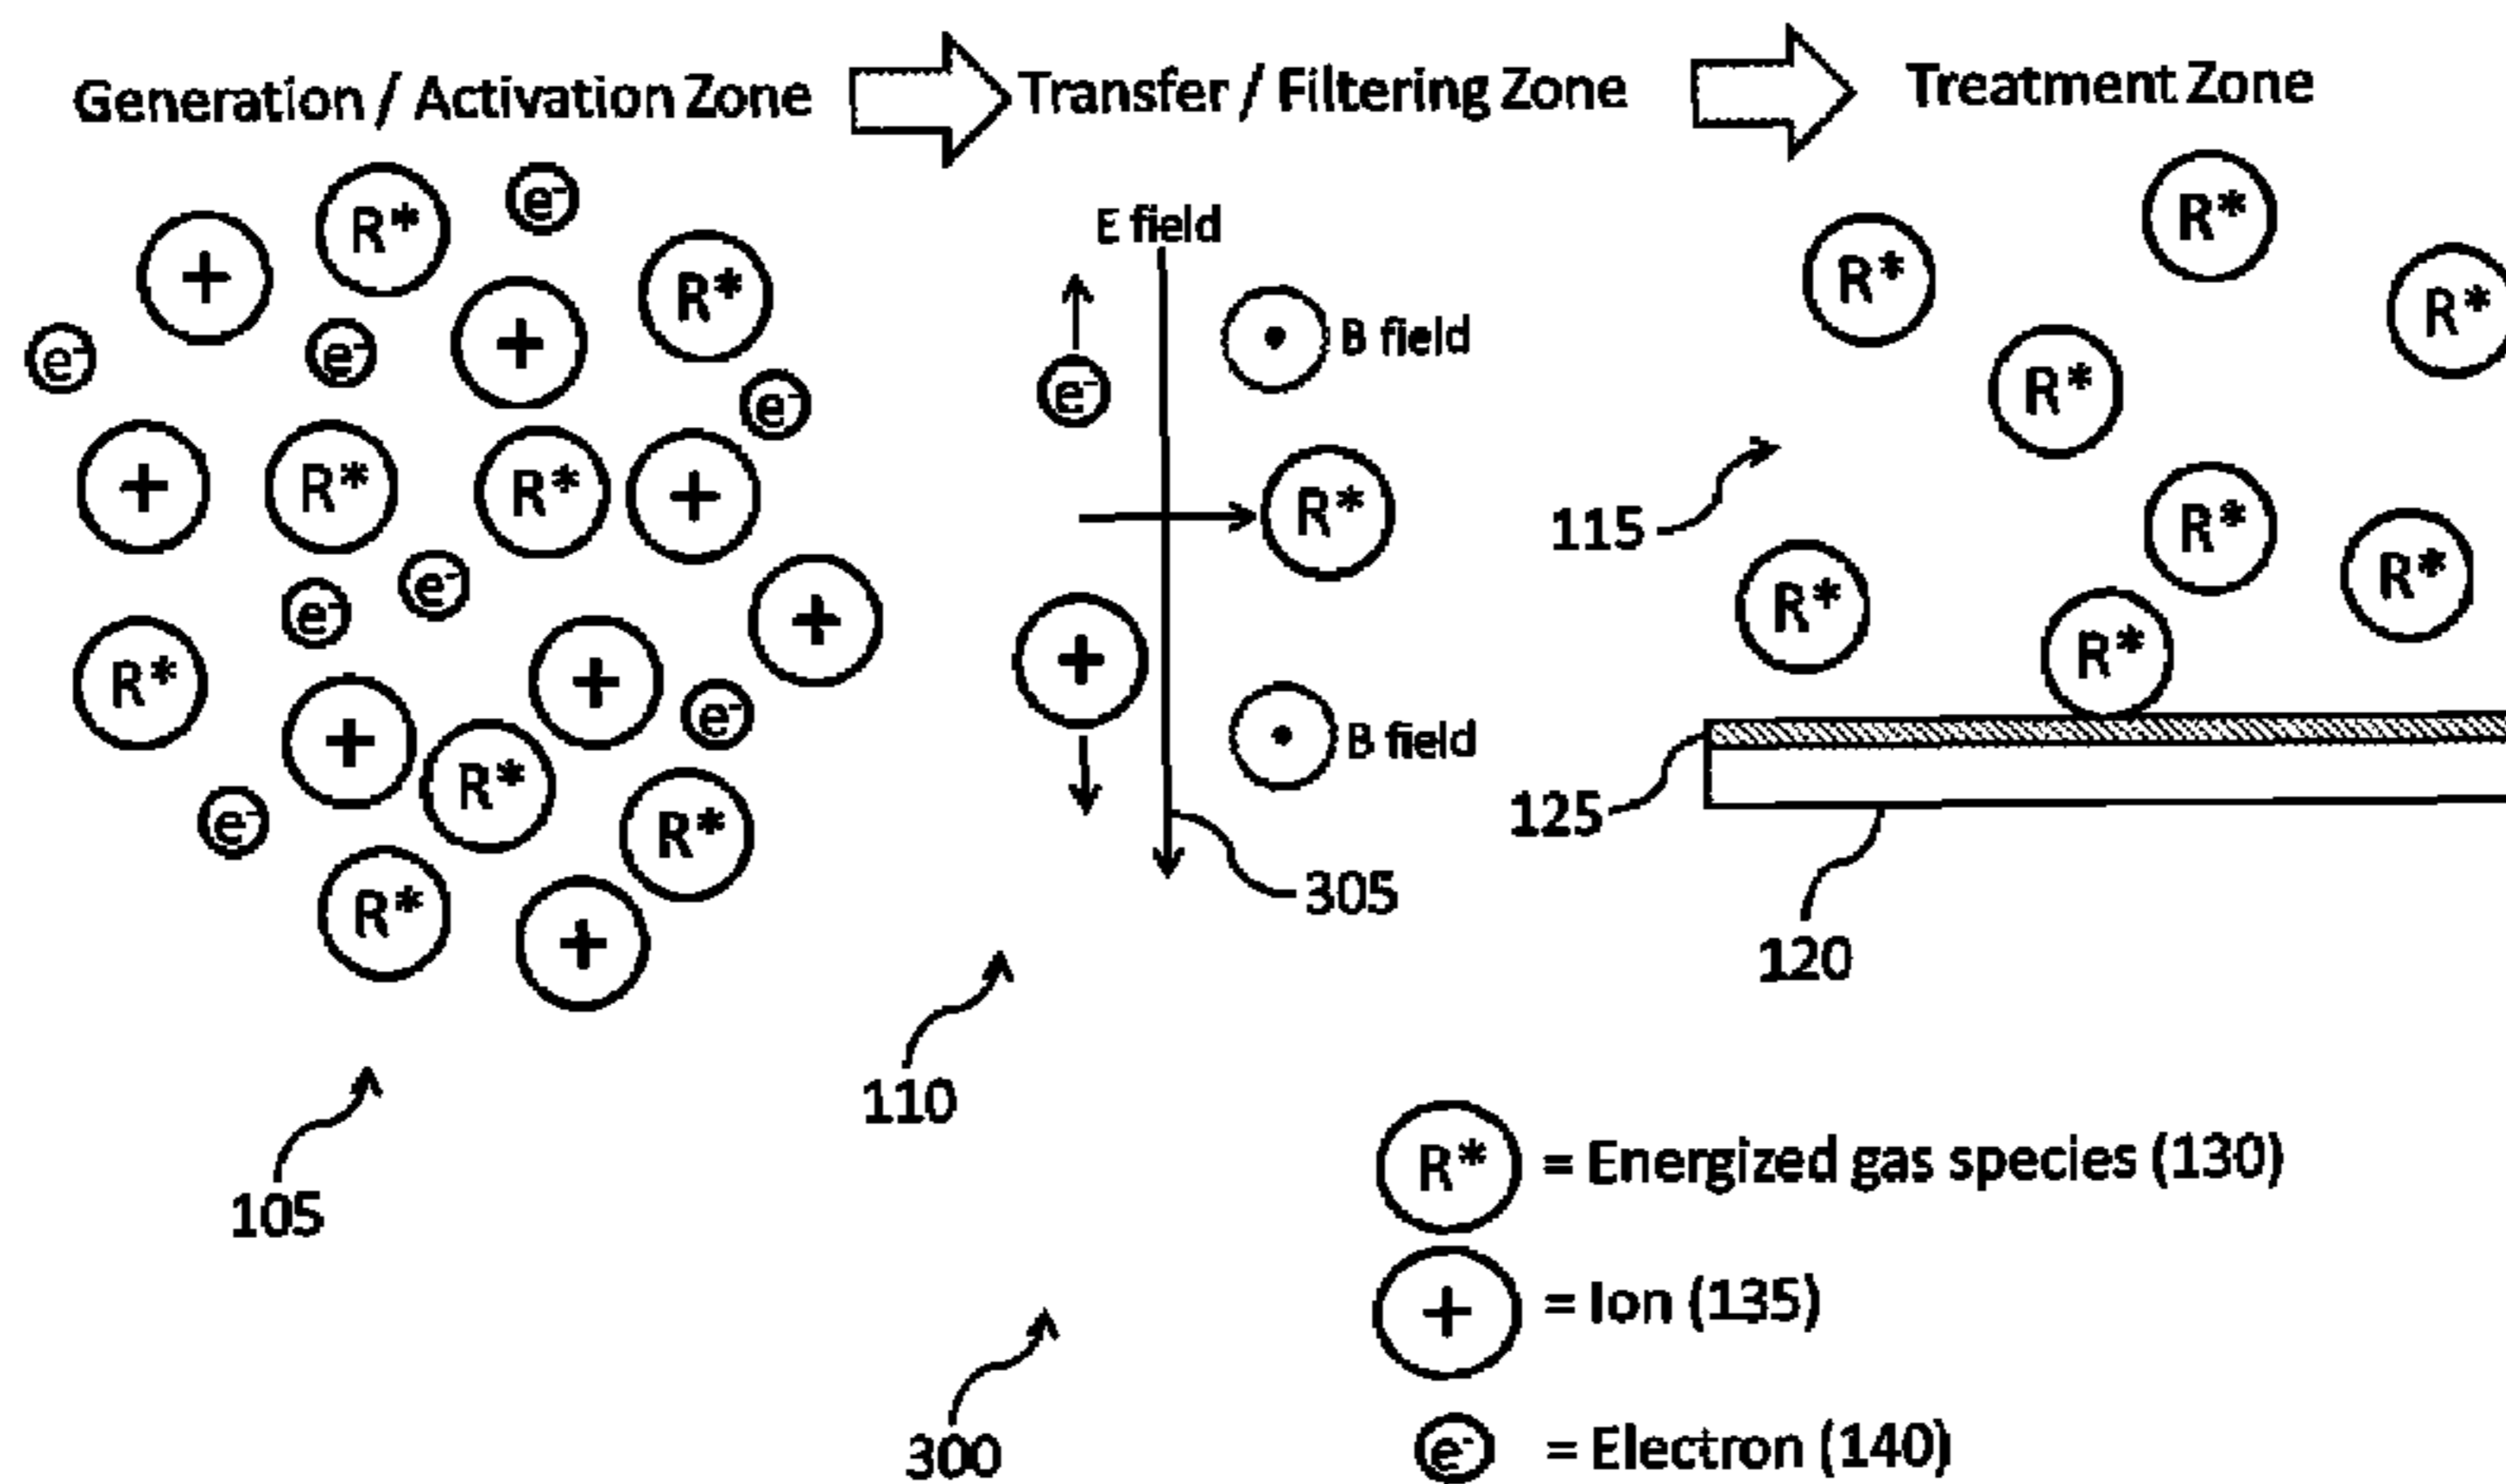 Generation / Activation Zone
Transfer / Filtering Zone
Treatment Zone
R*
e-
R*
+
R*
R*
E field
R*
+
R*
e-
e-
+
B field
R*
e-
e-
R*
+
R*
R*
+
R*
R*
115
R*
e-
e-
R*
+
+
R*
R*
+
e-
R*
+
B field
R*
125
e-
R*
305
R*
+
120
110
105
R* = Energized gas species (130)
+ = Ion (135)
300
e- = Electron (140)